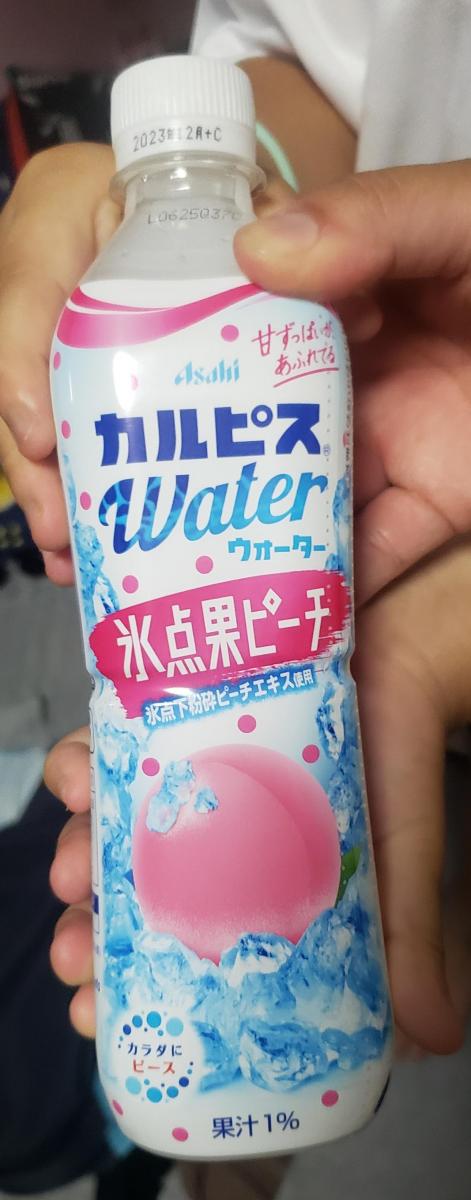 2023年12月+C
L0625037C
甘ずっぱいが
あふれてる
Asahi
カルピス®
Water
ウォーター
氷点果ピーチ
氷点下粉砕ピーチエキス使用
カラダに
ピース
果汁1%